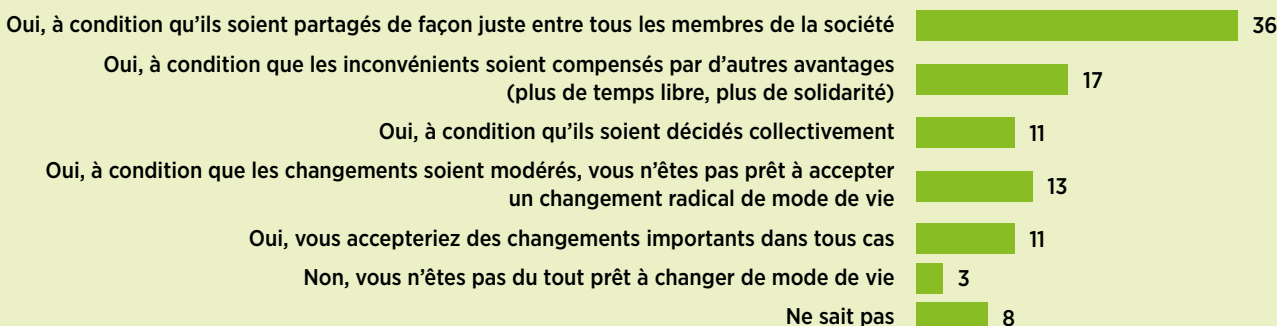 Oui, à condition qu’ils soient partagés de façon juste entre tous les membres de la société 36
Oui, à condition que les inconvénients soient compensés par d’autres avantages
(plus de temps libre, plus de solidarité) 17
Oui, à condition qu’ils soient décidés collectivement 11
Oui, à condition que les changements soient modérés, vous n’êtes pas prêt à accepter
un changement radical de mode de vie 13
Oui, vous accepteriez des changements importants dans tous cas 11
Non, vous n’êtes pas du tout prêt à changer de mode de vie 3
Ne sait pas 8